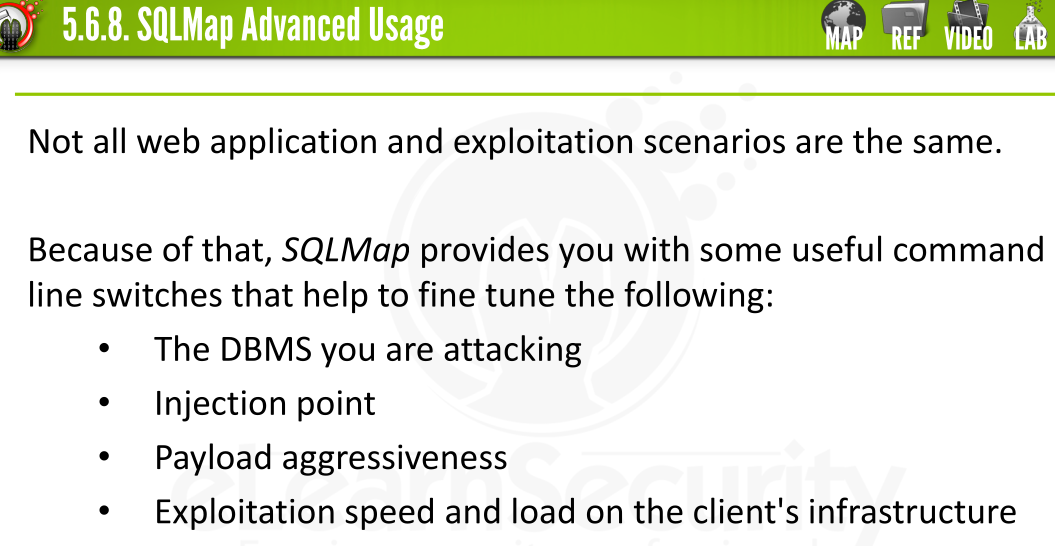 5.6.8. SQLMap Advanced Usage
MAP REF VIDEO LAB
Not all web application and exploitation scenarios are the same.
Because of that, SQLMap provides you with some useful command
line switches that help to fine tune the following:
• The DBMS you are attacking
• Injection point
• Payload aggressiveness
• Exploitation speed and load on the client's infrastructure
eLearnSecurity